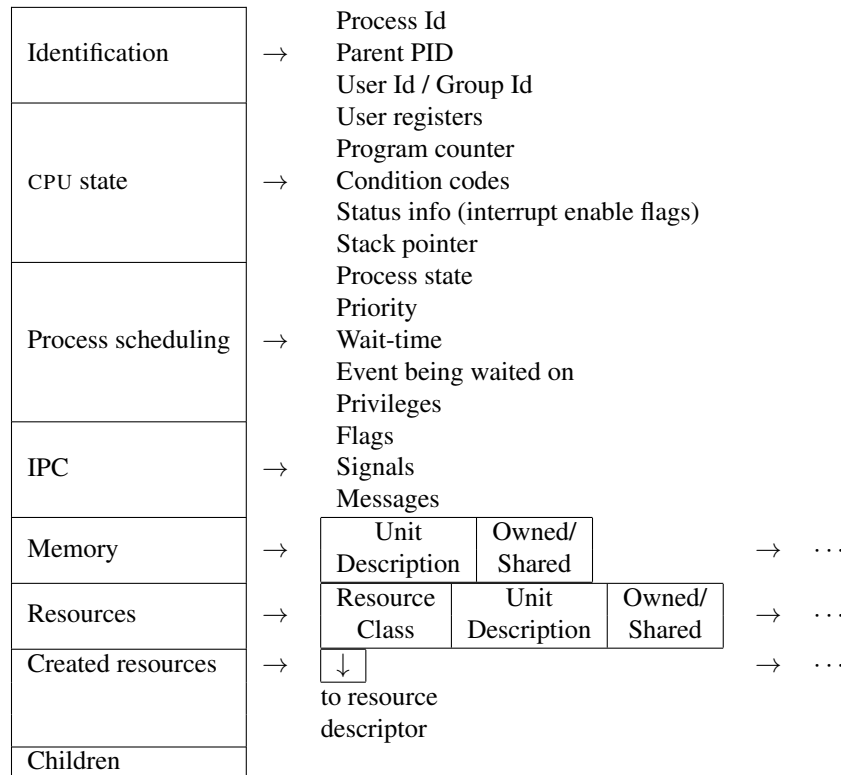 Process Id
Identification → Parent PID
User Id / Group Id
User registers
Program counter
CPU state → Condition codes
Status info (interrupt enable flags)
Stack pointer
Process state
Priority
Process scheduling → Wait-time
Event being waited on
Privileges
Flags
IPC → Signals
Messages
Unit Owned/
Memory → → ...
Description Shared
Resource Unit Owned/
Resources → → ...
Class Description Shared
Created resources → ↓ → ...
to resource
descriptor
Children